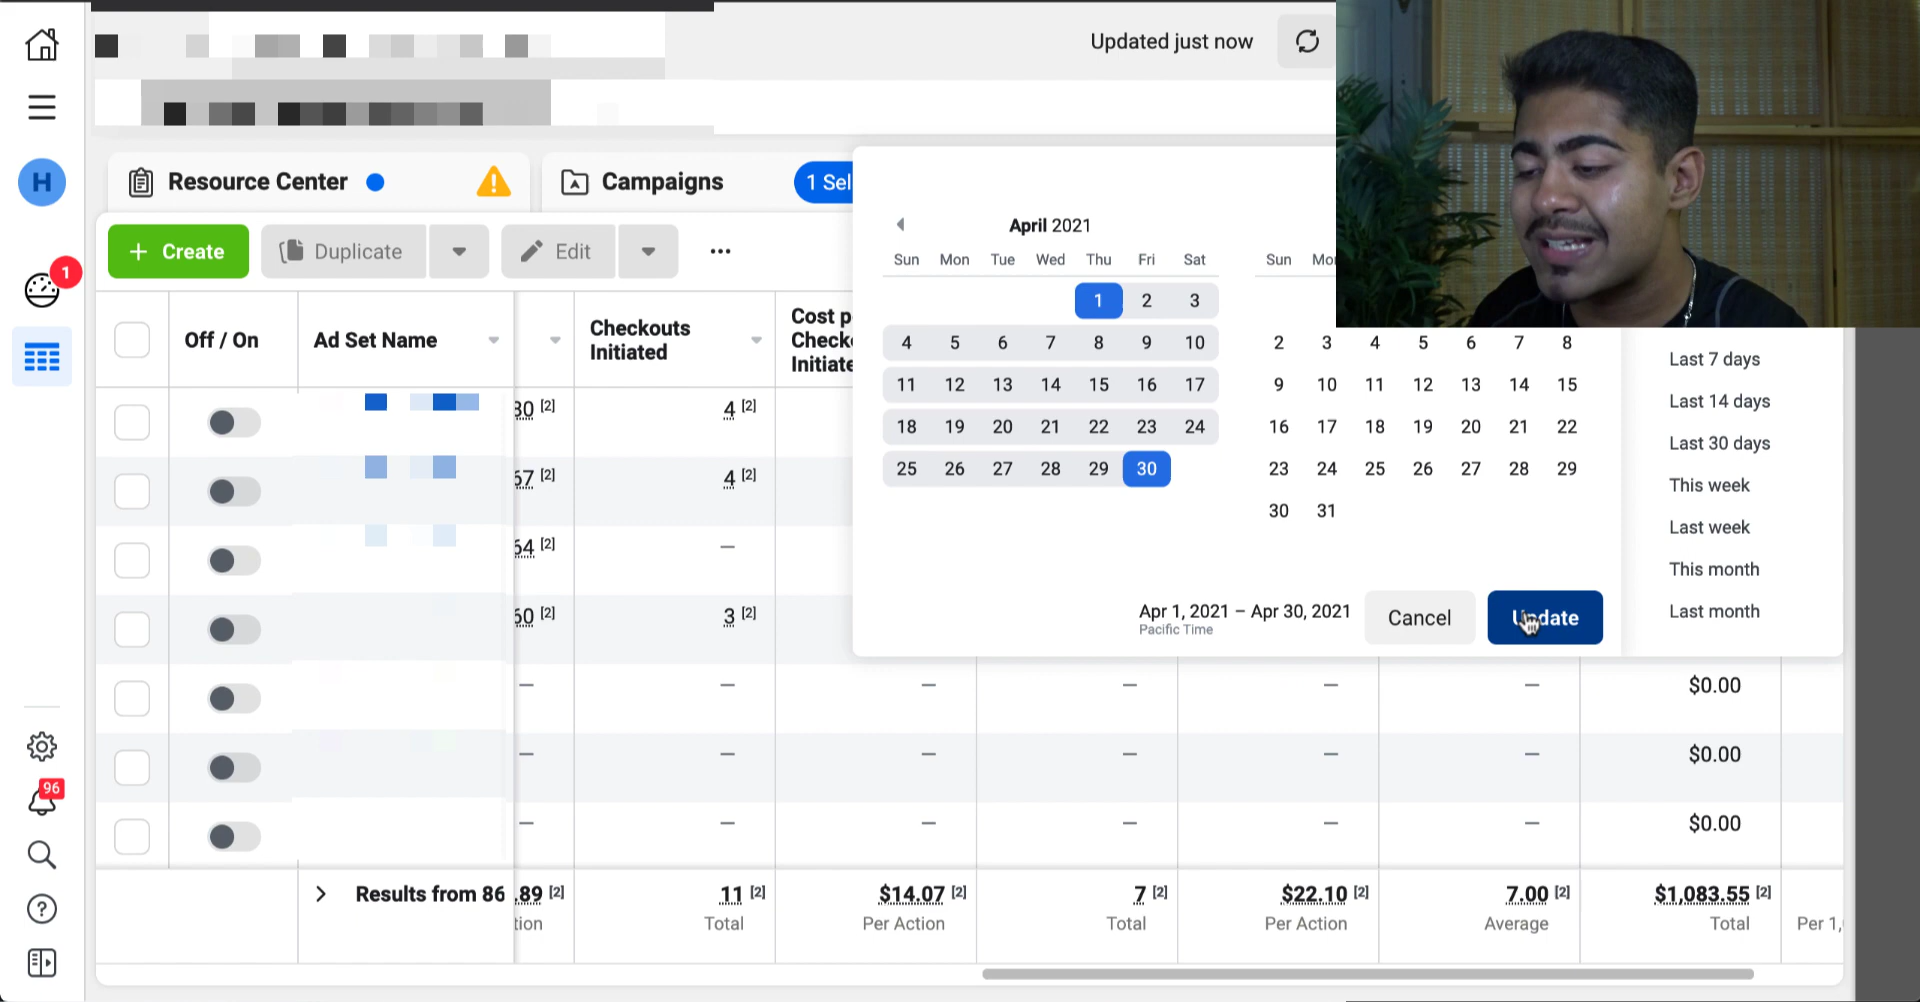 Updated just now
H
Resource Center
Campaigns
1 Sel
+ Create
Duplicate
Edit
...
1
April 2021
Sun Mon Tue Wed Thu Fri Sat
Sun Mo
1 2 3
4 5 6 7 8 9 10
2 3 4 5 6 7 8
11 12 13 14 15 16 17
9 10 11 12 13 14 15
18 19 20 21 22 23 24
16 17 18 19 20 21 22
25 26 27 28 29 30
23 24 25 26 27 28 29
30 31
Last 7 days
Last 14 days
Last 30 days
This week
Last week
This month
Last month
Apr 1, 2021 – Apr 30, 2021
Pacific Time
Cancel
Update
Off / On
Ad Set Name
Checkouts
Initiated
Cost p
Check
Initiate
30 [2] 4 [2]
67 [2] 4 [2]
64 [2] —
60 [2] 3 [2]
— — — — — — $0.00
— — — — — — $0.00
— — — — — — $0.00
96
Results from 86 .89 [2] 11 [2] $14.07 [2] 7 [2] $22.10 [2] 7.00 [2] $1,083.55 [2]
tion Total Per Action Total Per Action Average Total Per 1,